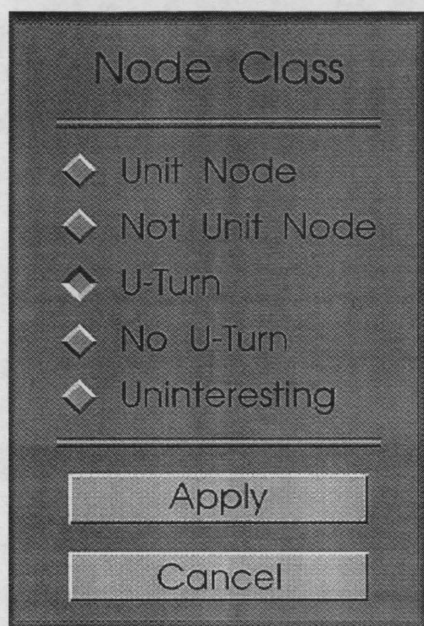 Node Class
Unit Node
Not Unit Node
U-Turn
No U-Turn
Uninteresting
Apply
Cancel